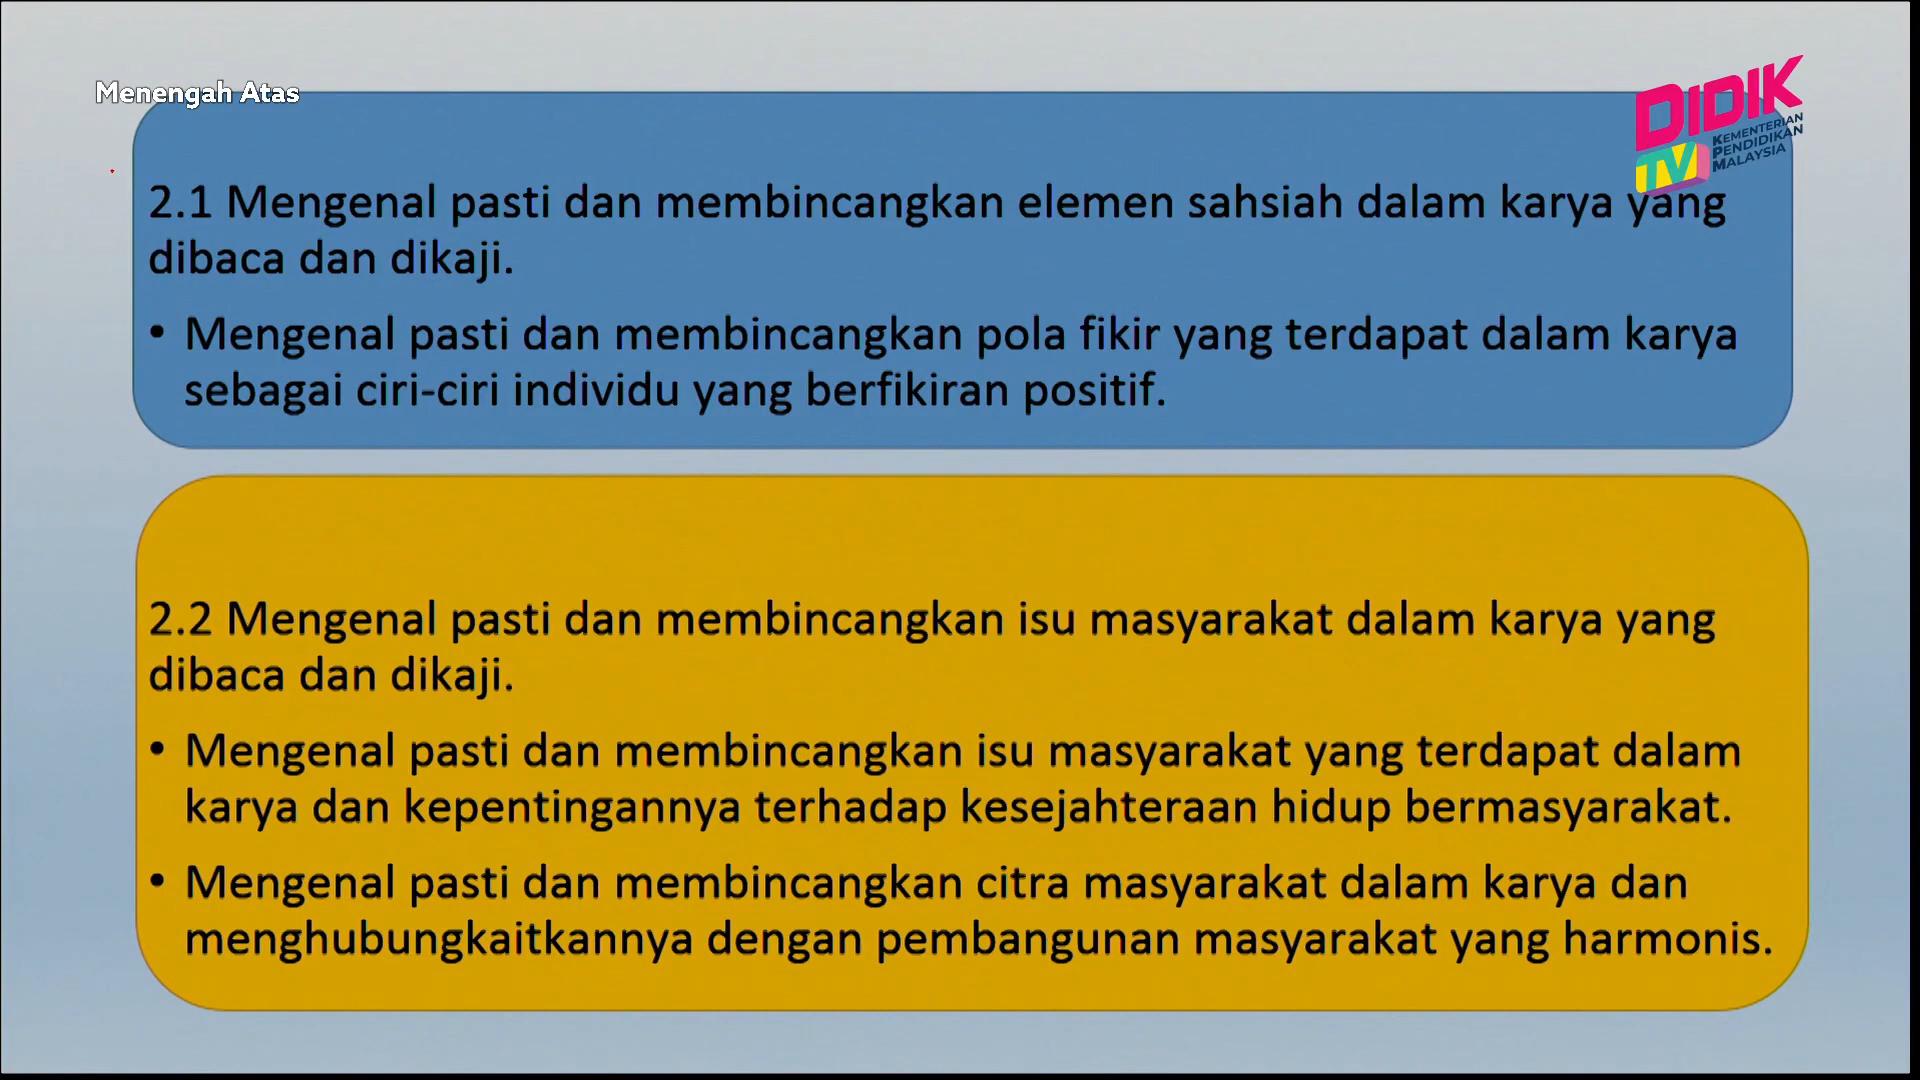 Menengah Atas
DIDIK
TV
KEMENTERIAN
PENDIDIKAN
MALAYSIA
2.1 Mengenal pasti dan membincangkan elemen sahsiah dalam karya yang
dibaca dan dikaji.
• Mengenal pasti dan membincangkan pola fikir yang terdapat dalam karya
sebagai ciri-ciri individu yang berfikiran positif.
2.2 Mengenal pasti dan membincangkan isu masyarakat dalam karya yang
dibaca dan dikaji.
• Mengenal pasti dan membincangkan isu masyarakat yang terdapat dalam
karya dan kepentingannya terhadap kesejahteraan hidup bermasyarakat.
• Mengenal pasti dan membincangkan citra masyarakat dalam karya dan
menghubungkaitkannya dengan pembangunan masyarakat yang harmonis.